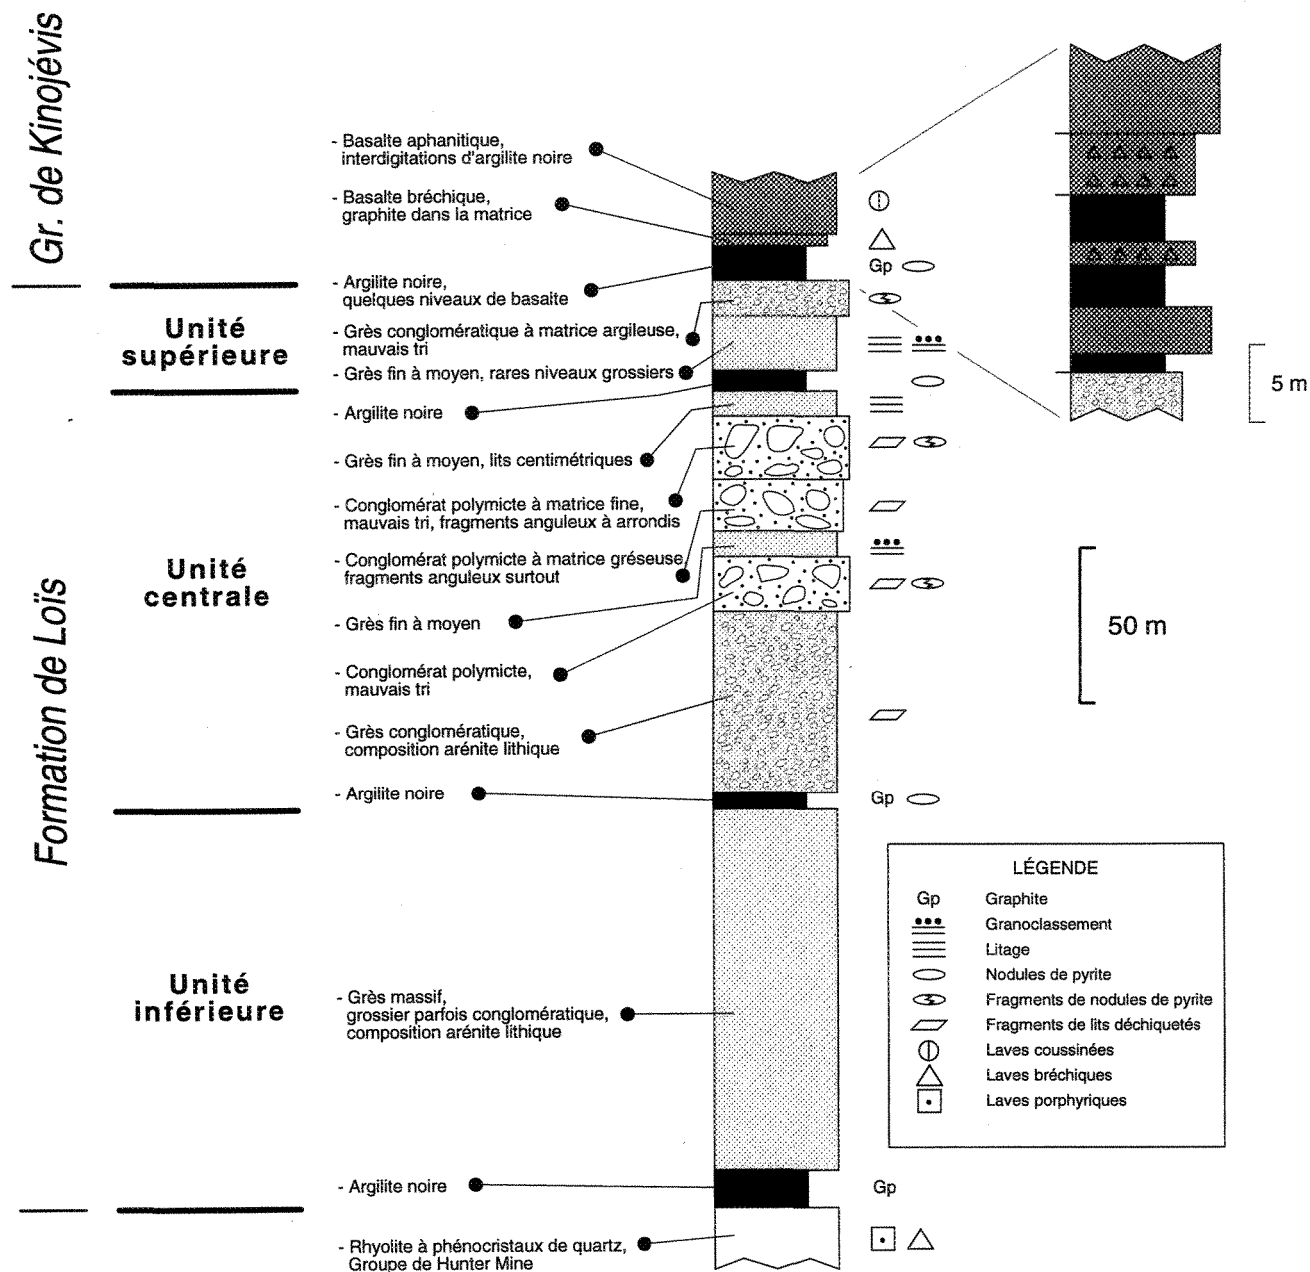 Gr. de Kinojévis
Formation de Loïs
Unité
supérieure
Unité
centrale
Unité
inférieure
- Basalte aphanitique,
interdigitations d'argilite noire
- Basalte bréchique,
graphite dans la matrice
- Argilite noire,
quelques niveaux de basalte
- Grès conglomératique à matrice argileuse,
mauvais tri
- Grès fin à moyen, rares niveaux grossiers
- Argilite noire
- Grès fin à moyen, lits centimétriques
- Conglomérat polymicte à matrice fine,
mauvais tri, fragments anguleux à arrondis
- Conglomérat polymicte à matrice gréseuse
fragments anguleux surtout
- Grès fin à moyen
- Conglomérat polymicte,
mauvais tri
- Grès conglomératique,
composition arénite lithique
- Argilite noire
- Grès massif,
grossier parfois conglomératique,
composition arénite lithique
- Argilite noire
- Rhyolite à phénocristaux de quartz,
Groupe de Hunter Mine
Gp
Gp
Gp
5 m
50 m
LÉGENDE
Gp Graphite
Granoclassement
Litage
Nodules de pyrite
Fragments de nodules de pyrite
Fragments de lits déchiquetés
Laves coussinées
Laves bréchiques
Laves porphyriques